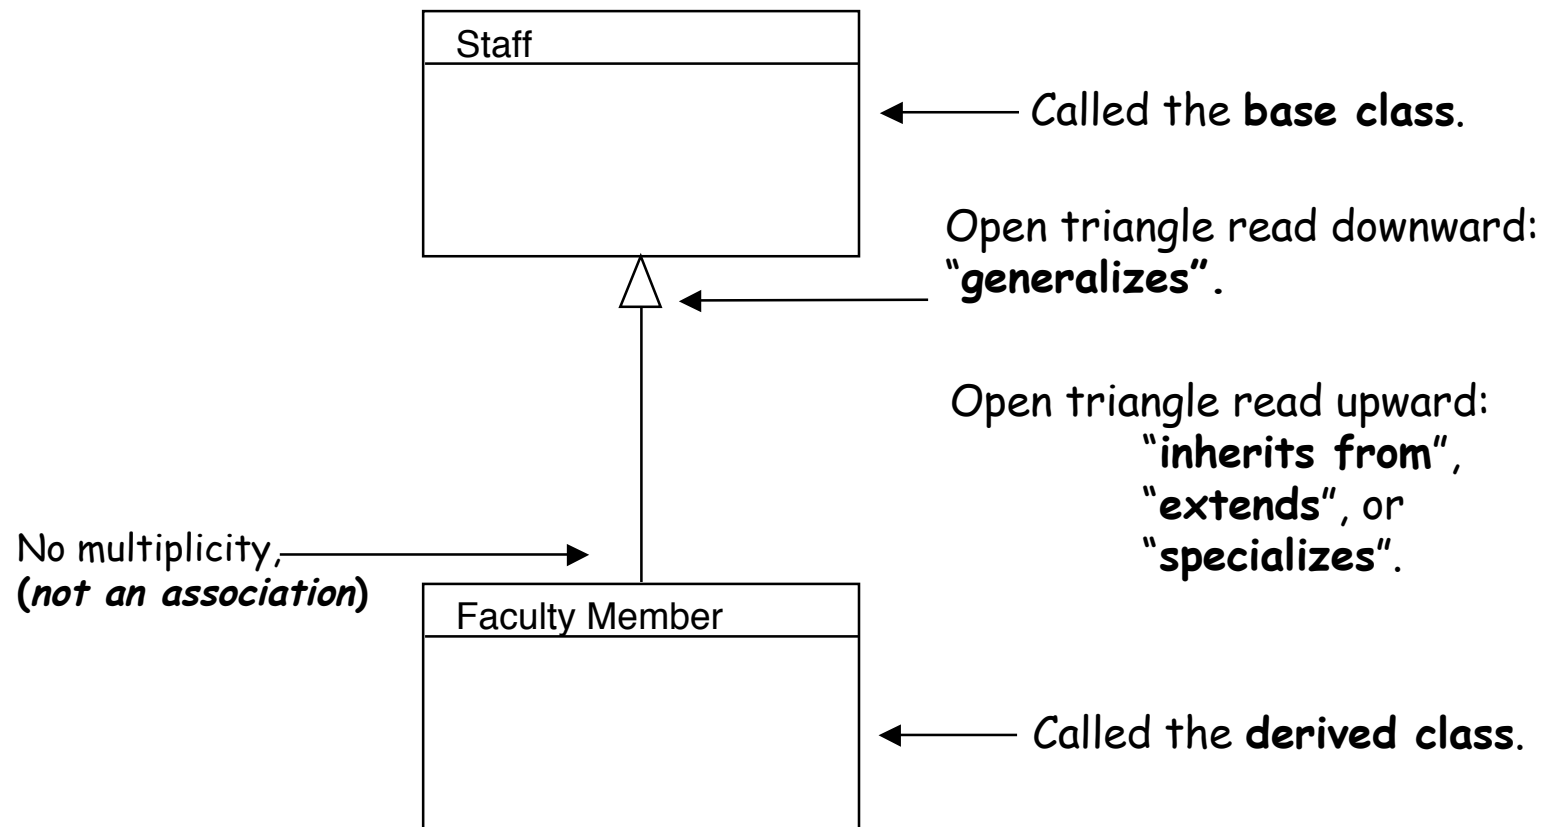 Staff
Called the base class.
Open triangle read downward:
“generalizes”.
Open triangle read upward:
“inherits from”,
“extends”, or
“specializes”.
No multiplicity,
(not an association)
Faculty Member
Called the derived class.